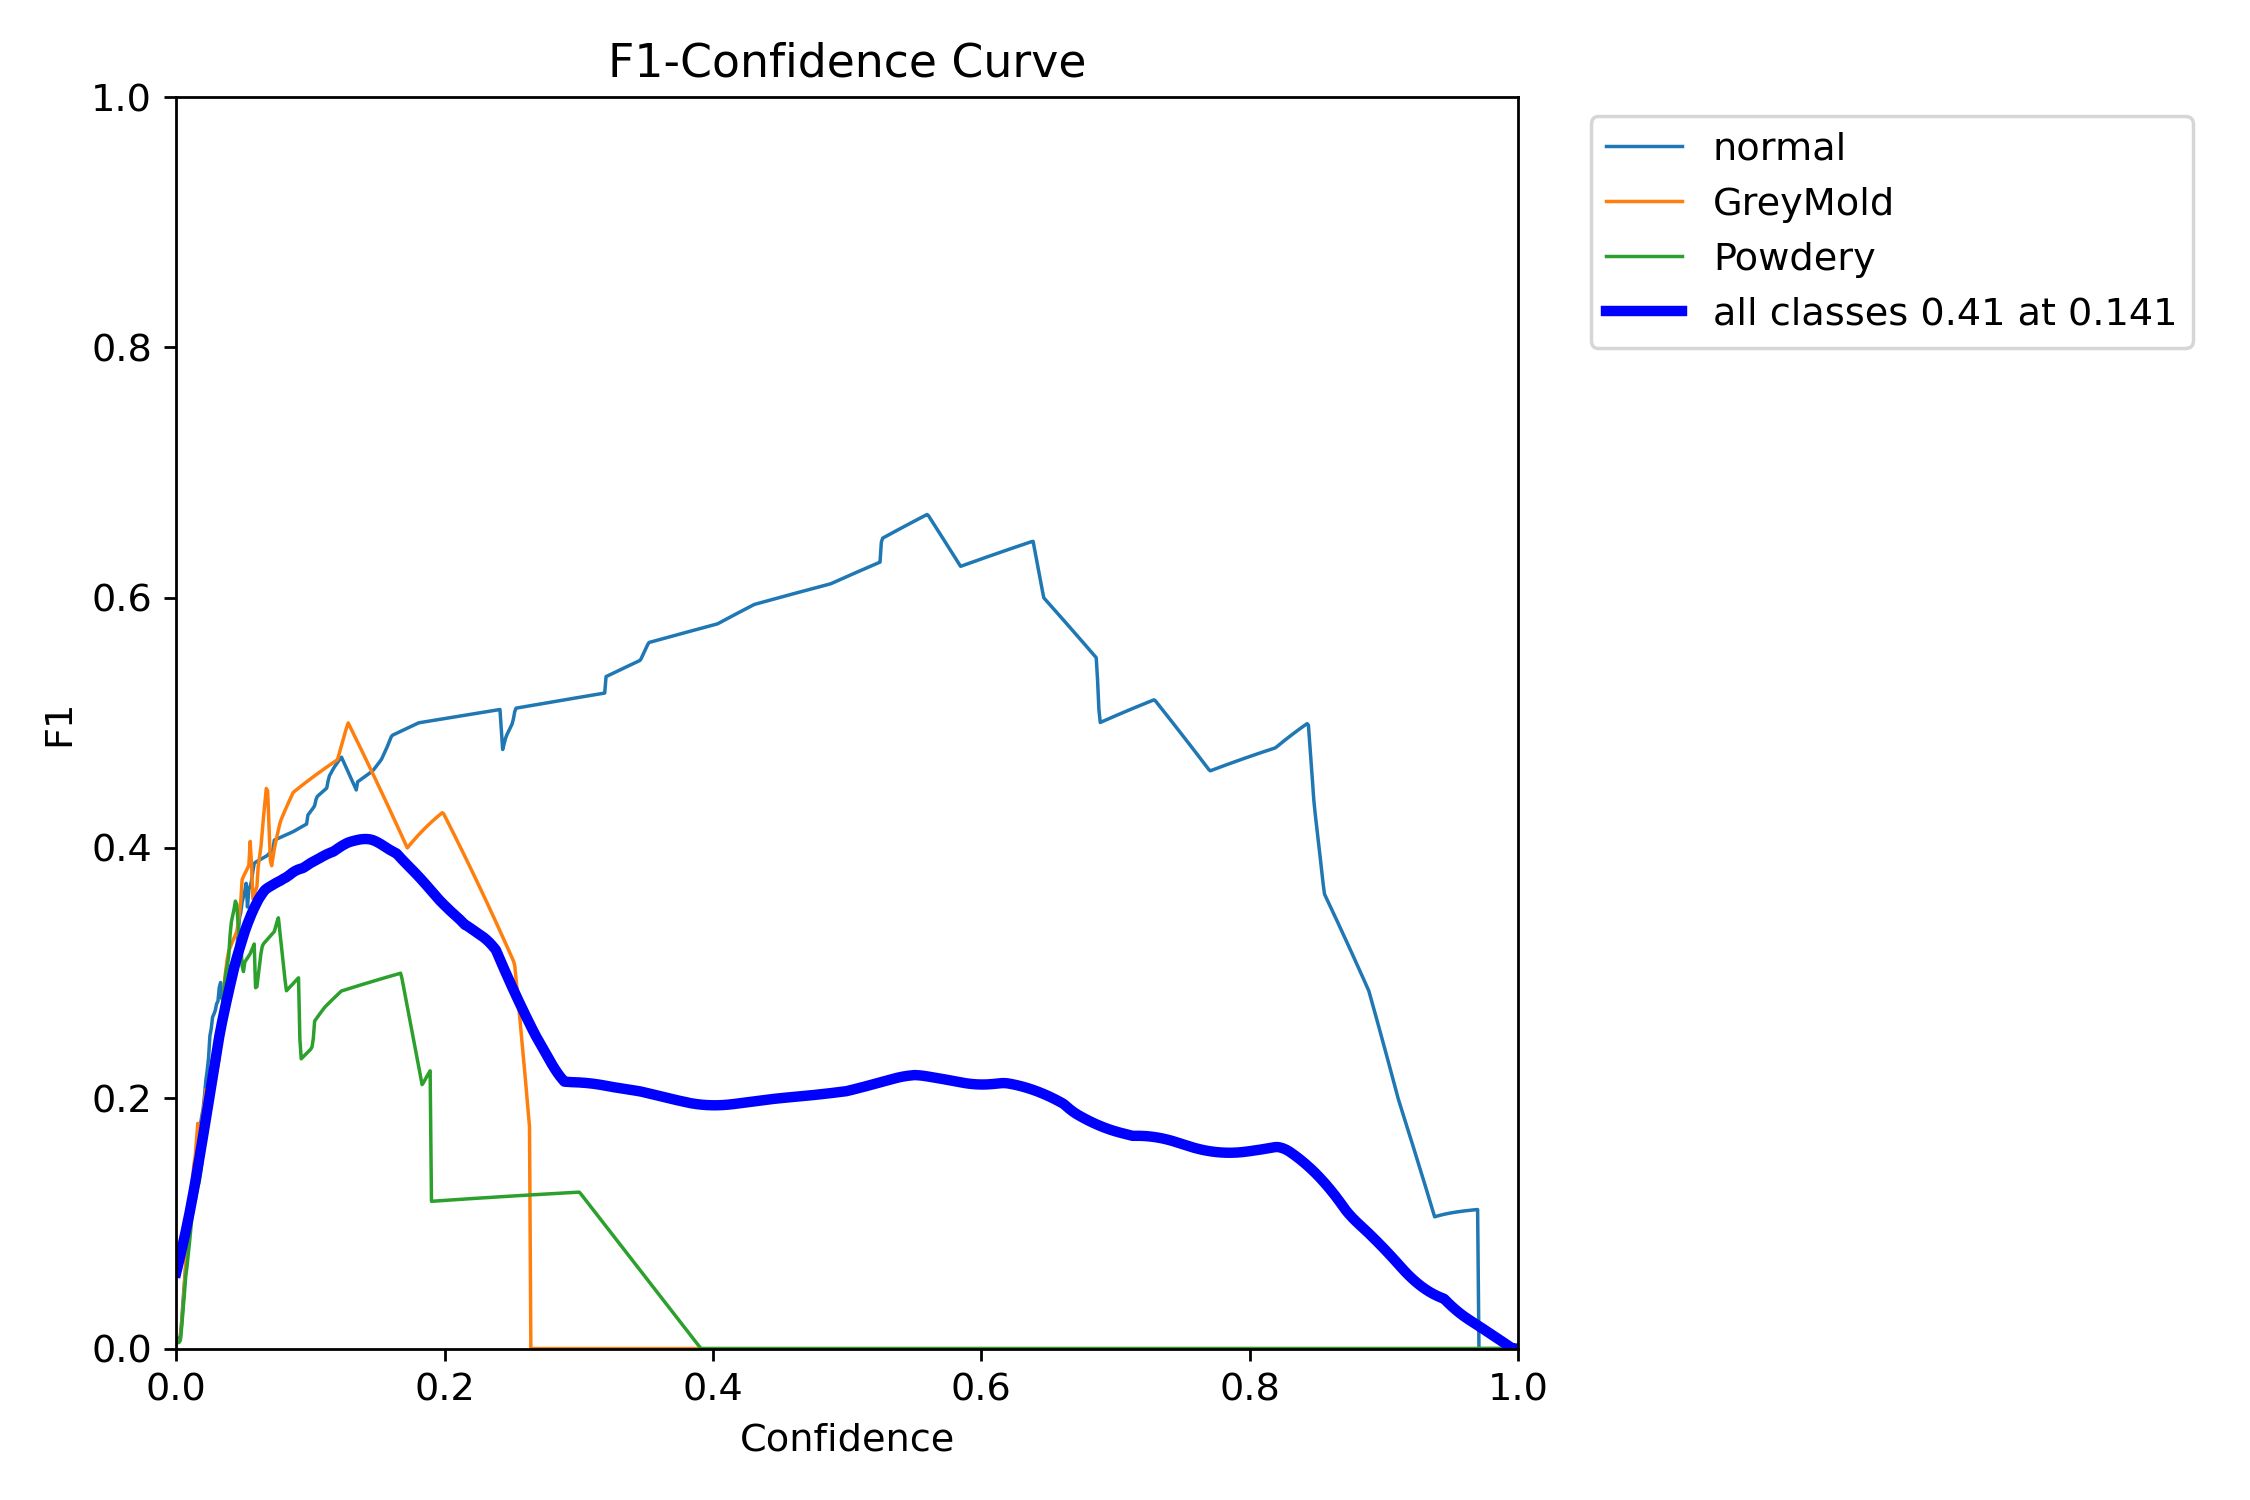 F1-Confidence Curve
1.0
0.8
0.6
0.4
0.2
0.0
F1
0.0 0.2 0.4 0.6 0.8 1.0
Confidence
normal
GreyMold
Powdery
all classes 0.41 at 0.141